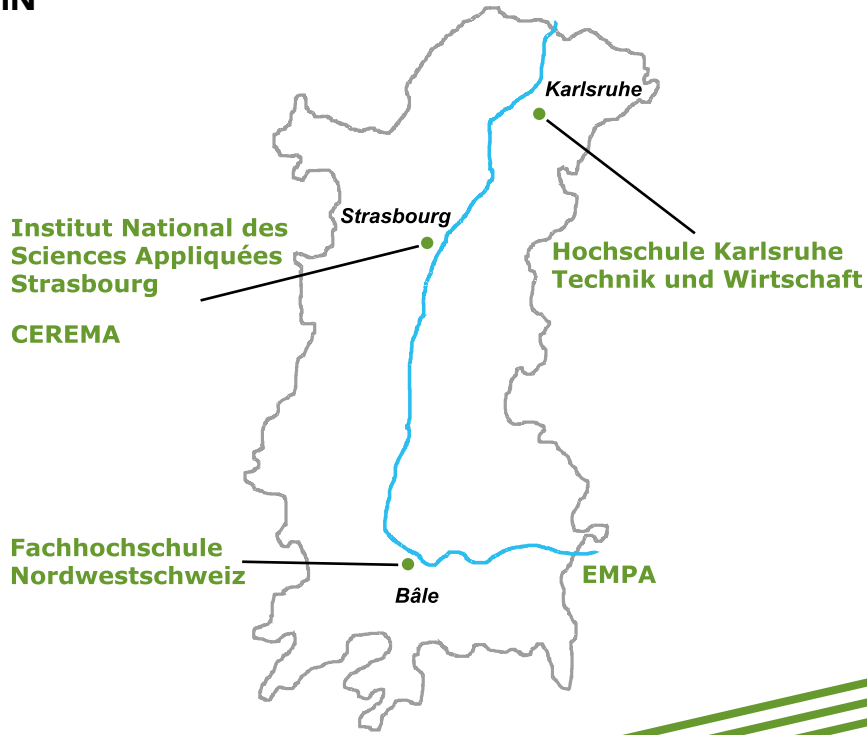 IN
Karlsruhe
Strasbourg
Institut National des
Sciences Appliquées
Strasbourg
Hochschule Karlsruhe
Technik und Wirtschaft
CEREMA
Fachhochschule
Nordwestschweiz
EMPA
Bâle